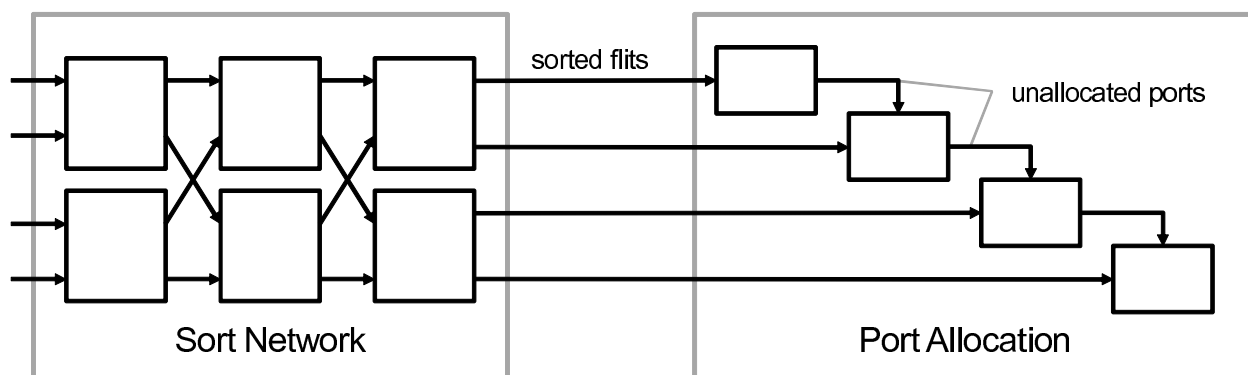 sorted flits
unallocated ports
Sort Network
Port Allocation